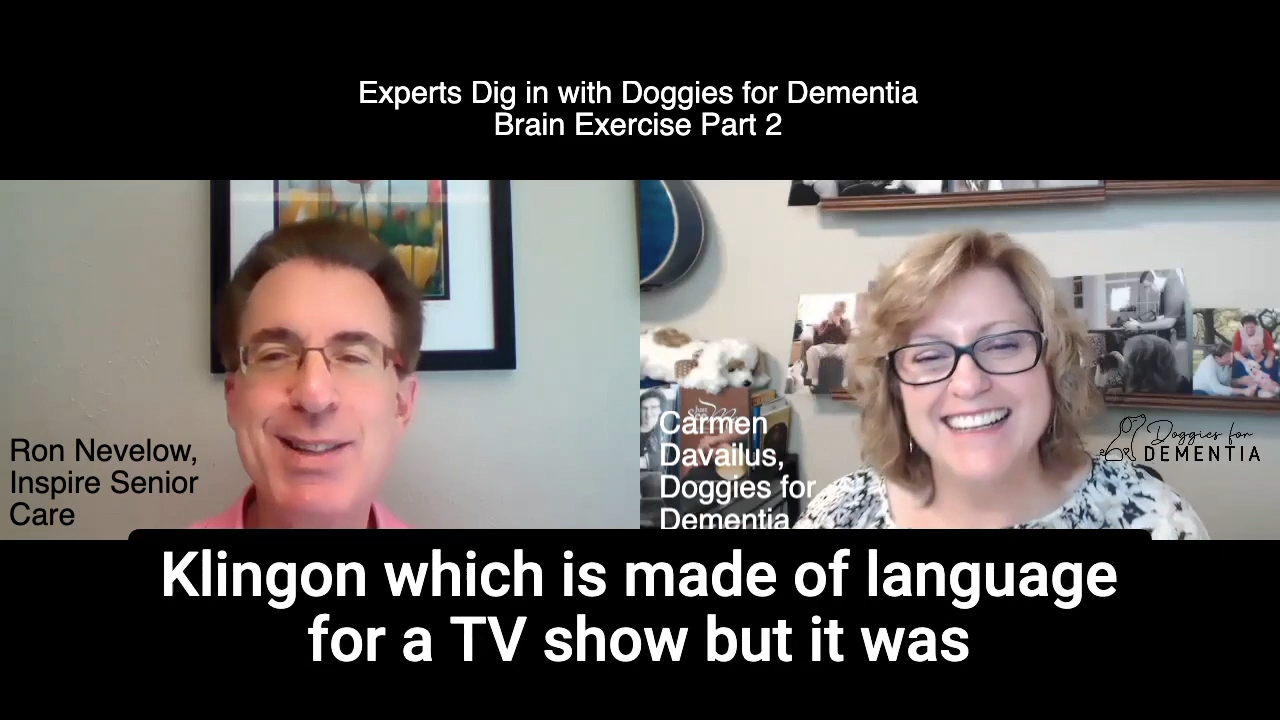 Experts Dig in with Doggies for Dementia
Brain Exercise Part 2
Ron Nevelow,
Inspire Senior
Care
Carmen
Davailus,
Doggies for
Dementia
Doggies for
DEMENTIA
Klingon which is made of language
for a TV show but it was